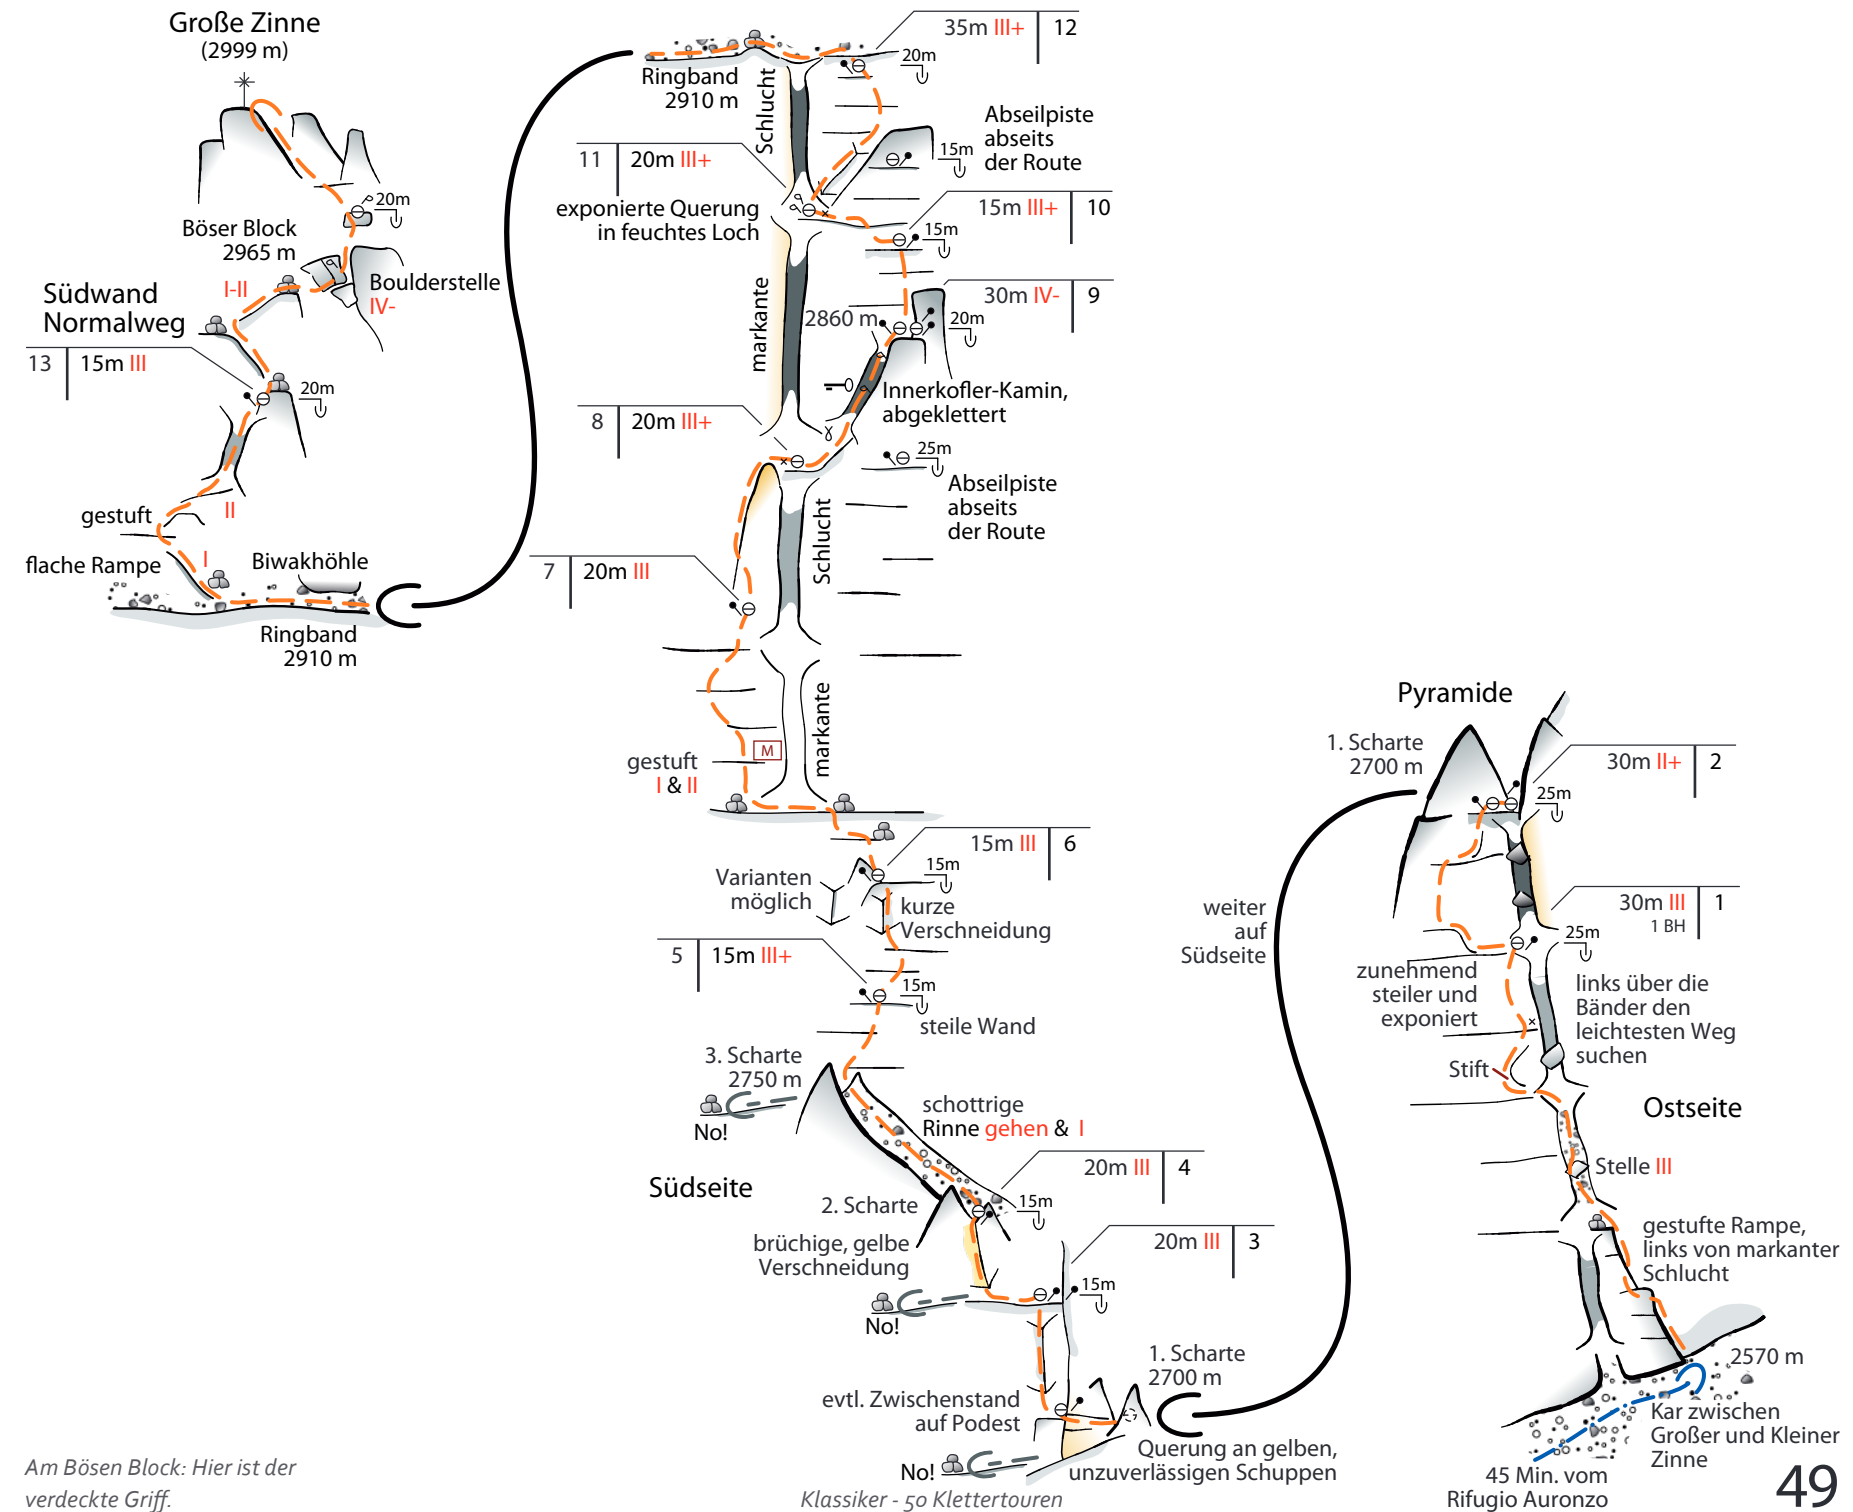 Große Zinne
(2999 m)
20m
Böser Block
2965 m
Boulderstelle
IV-
I-II
Südwand
Normalweg
13 15m III
20m
II
gestuft
flache Rampe
I
Biwakhöhle
Ringband
2910 m
35m III+ 12
20m
Ringband
2910 m
Schlucht
Abseilpiste
abseits
der Route
15m
11 20m III+
exponierte Querung
in feuchtes Loch
15m III+ 10
15m
30m IV- 9
2860 m
20m
markante
Innerkofler-Kamin,
abgeklettert
8 20m III+
25m
Abseilpiste
abseits
der Route
Schlucht
7 20m III
markante
M
gestuft
I & II
15m III 6
15m
Varianten
möglich
kurze
Verschneidung
5 15m III+
15m
steile Wand
3. Scharte
2750 m
No!
schottrige
Rinne gehen & I
20m III 4
15m
Südseite
2. Scharte
brüchige, gelbe
Verschneidung
20m III 3
15m
No!
1. Scharte
2700 m
evtl. Zwischenstand
auf Podest
No!
Querung an gelben,
unzuverlässigen Schuppen
weiter
auf
Südseite
Pyramide
1. Scharte
2700 m
30m II+ 2
25m
30m III 1
1 BH
25m
zunehmend
steiler und
exponiert
links über die
Bänder den
leichtesten Weg
suchen
x
Stift
Ostseite
Stelle III
gestufte Rampe,
links von markanter
Schlucht
2570 m
Kar zwischen
Großer und Kleiner
Zinne
45 Min. vom
Rifugio Auronzo
Am Bösen Block: Hier ist der
verdeckte Griff.
Klassiker - 50 Klettertouren
49